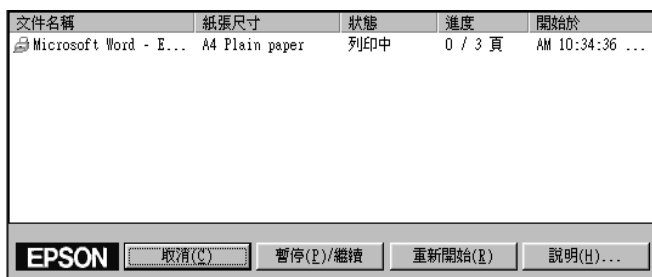 文件名稱 紙張尺寸 狀態 進度 開始於
Microsoft Word - E... A4 Plain paper 列印中 0 / 3 頁 AM 10:34:36 ...
EPSON 取消(C) 暫停(P)/繼續 重新開始(R) 說明(H)...